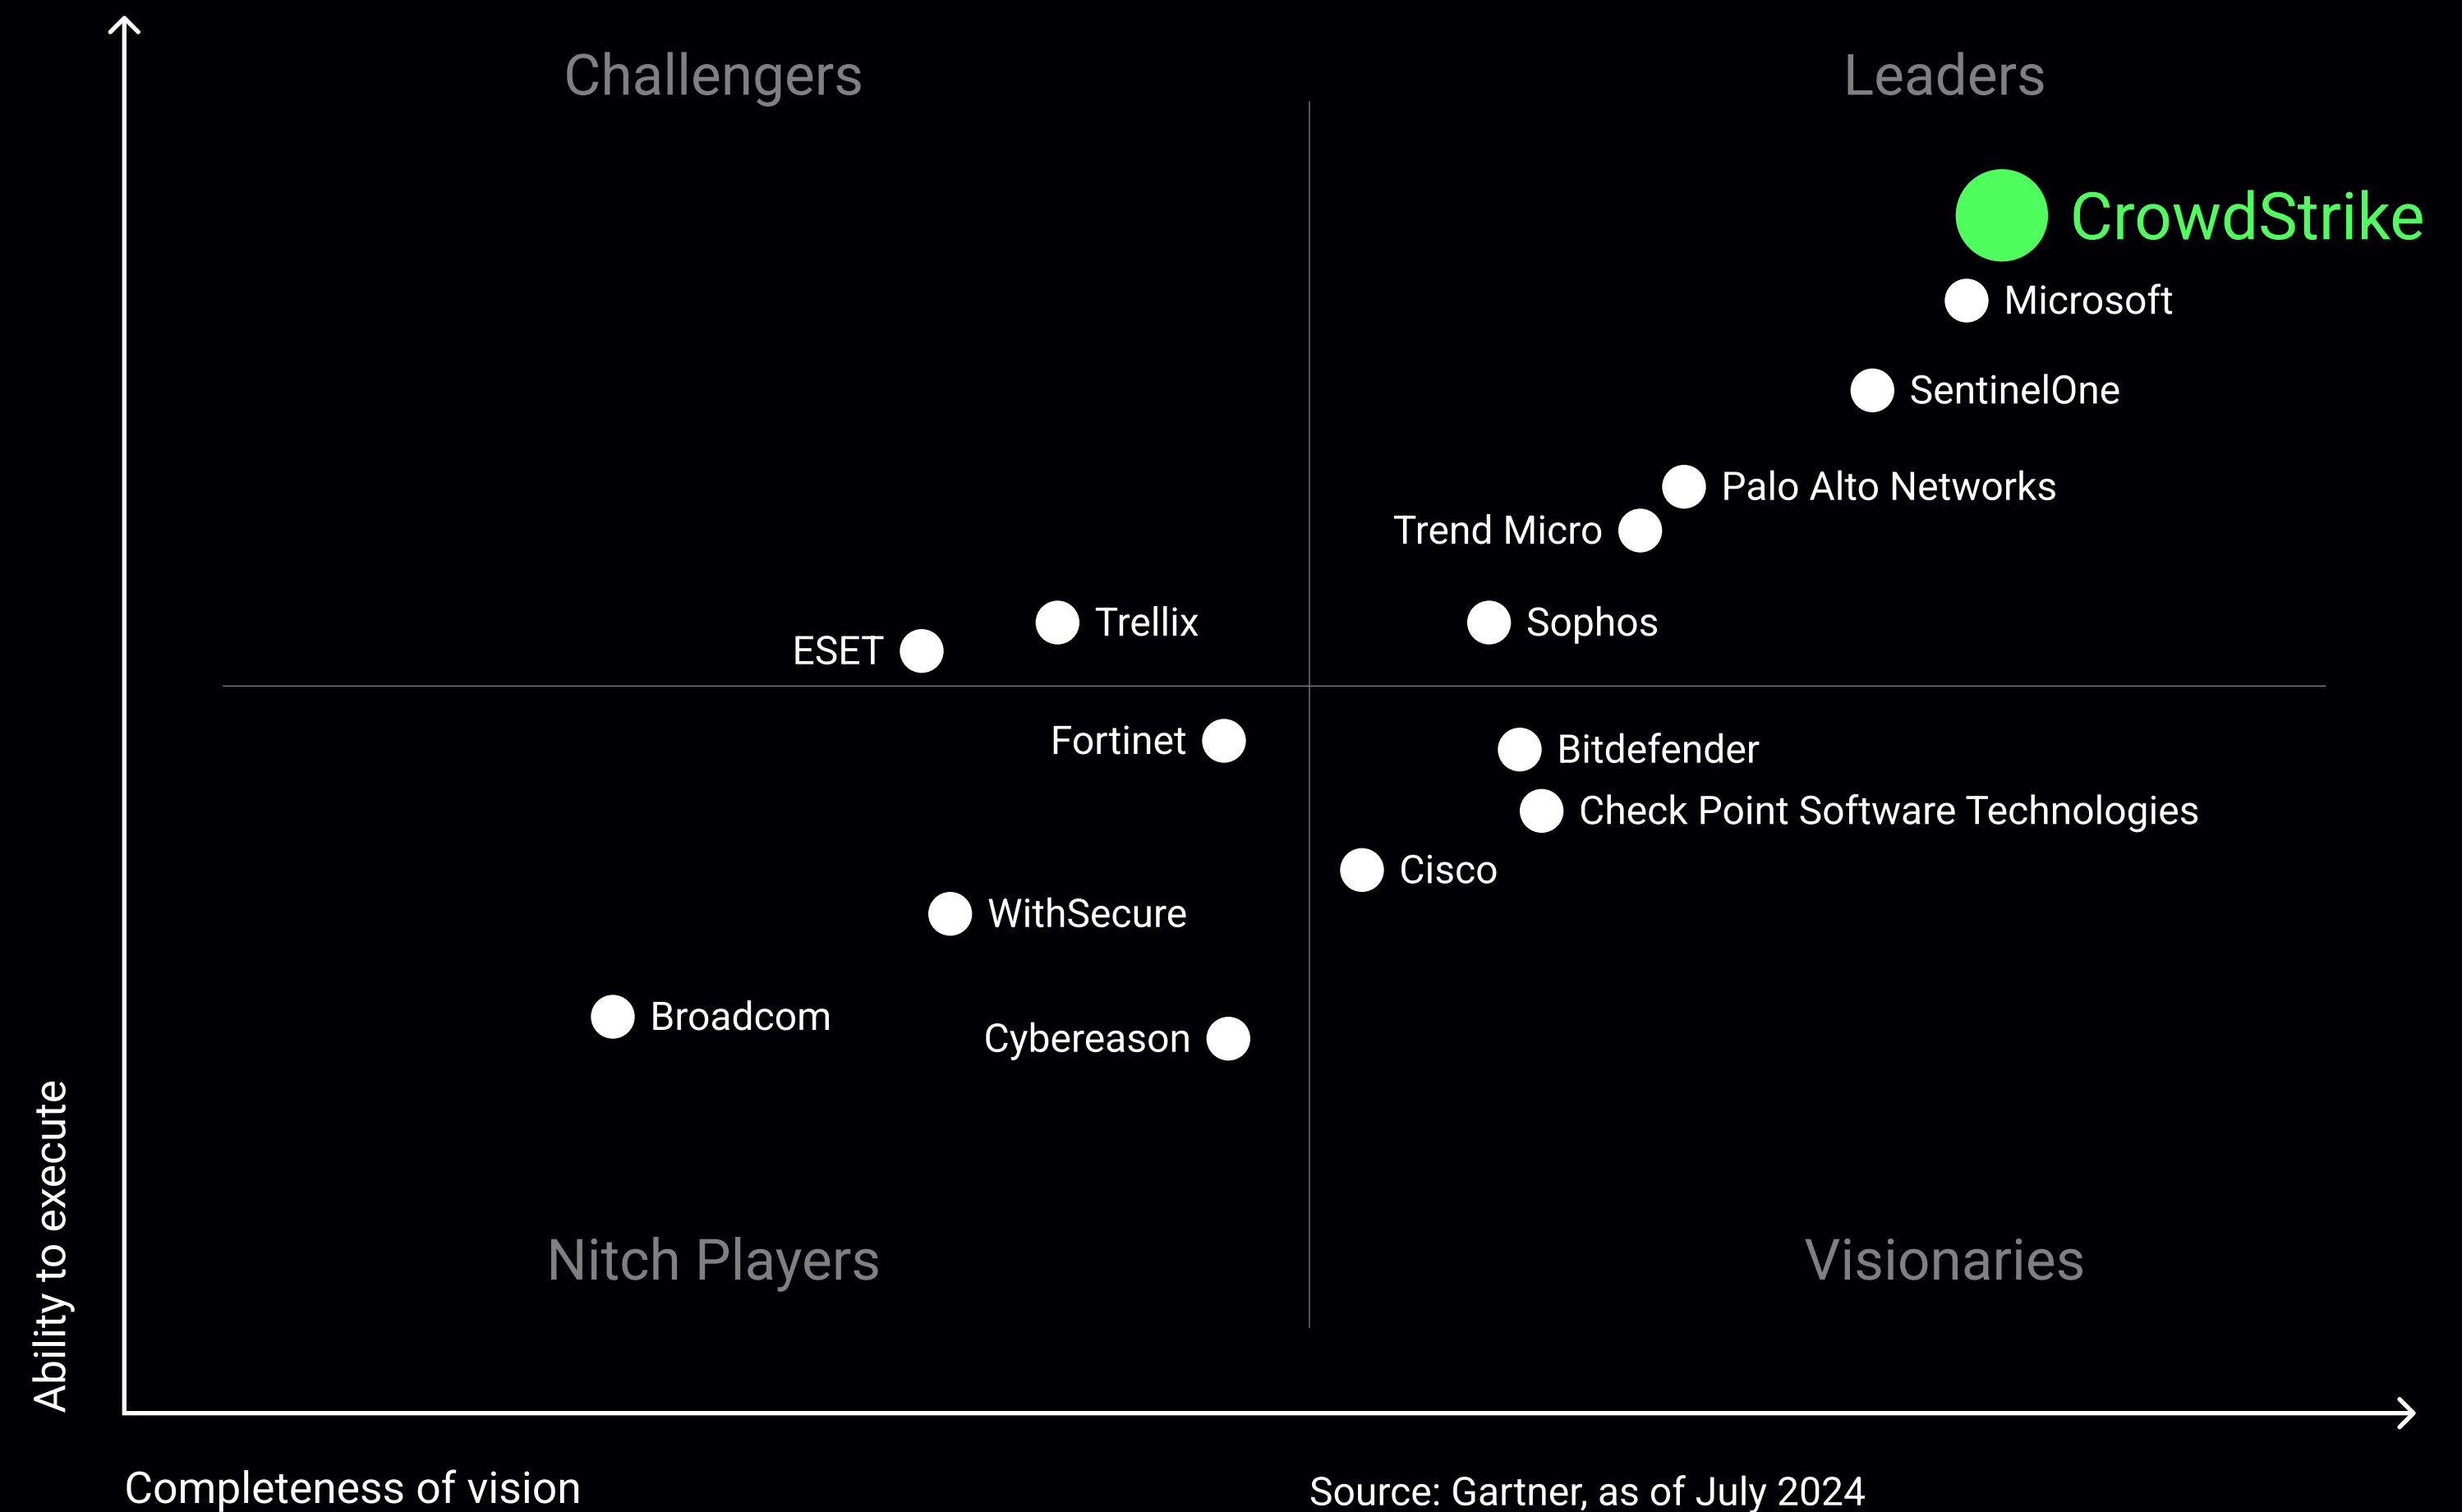 Challengers
Leaders
CrowdStrike
Microsoft
SentinelOne
Palo Alto Networks
Trend Micro
Trellix
Sophos
ESET
Fortinet
Bitdefender
Check Point Software Technologies
Cisco
WithSecure
Broadcom
Cybereason
Nitch Players
Visionaries
Ability to execute
Completeness of vision
Source: Gartner, as of July 2024